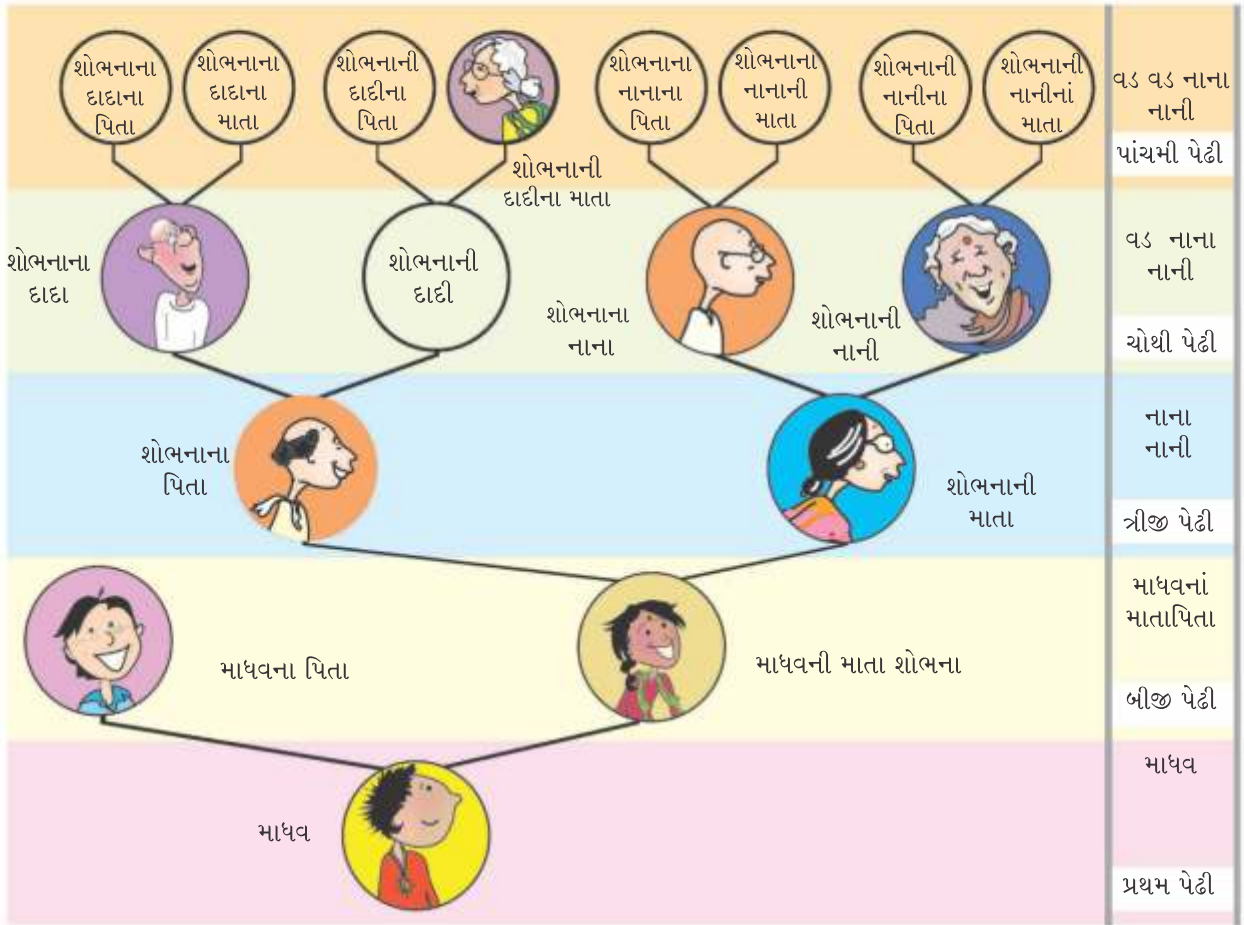 શોભનાના
દાદાના
પિતા
શોભનાના
દાદાના
માતા
શોભનાની
દાદીના
પિતા
શોભનાની
દાદીના માતા
શોભનાના
નાનાના
પિતા
શોભનાના
નાનાની
માતા
શોભનાની
નાનીના
પિતા
શોભનાની
નાનીનાં
માતા
વડ વડ નાના
નાની
પાંચમી પેઢી
શોભનાના
દાદા
શોભનાની
દાદી
શોભનાના
નાના
શોભનાની
નાની
વડ નાના
નાની
ચોથી પેઢી
શોભનાના
પિતા
શોભનાની
માતા
નાના
નાની
ત્રીજી પેઢી
માધવના પિતા
માધવની માતા શોભના
માધવનાં
માતાપિતા
બીજી પેઢી
માધવ
માધવ
પ્રથમ પેઢી